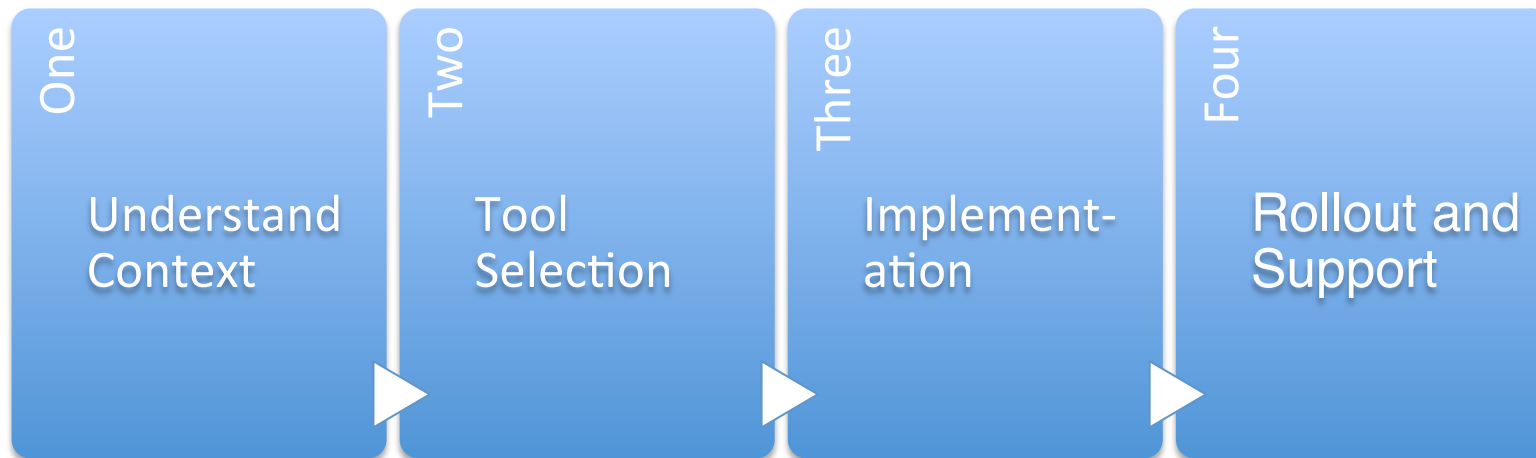 One
Understand
Context
Two
Tool
Selection
Three
Implement-
ation
Four
Rollout and
Support